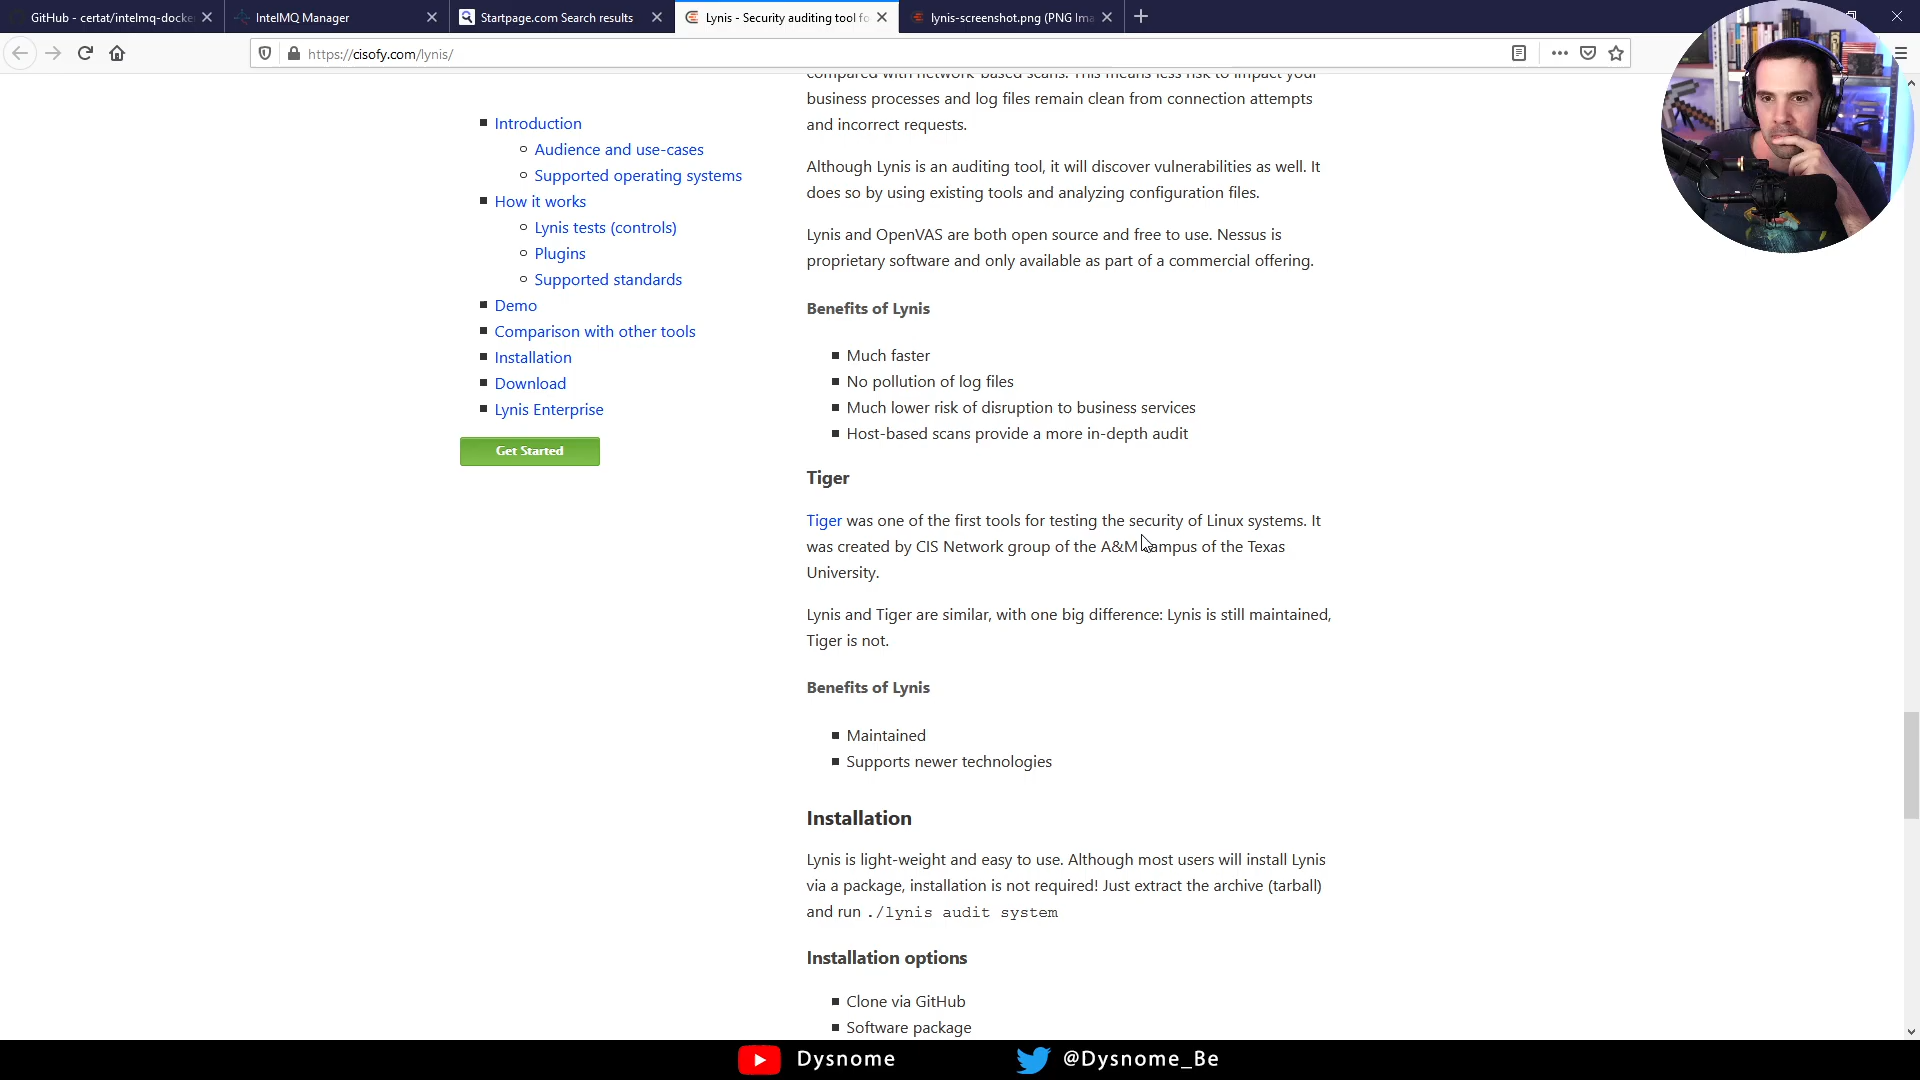 GitHub - certat/intelmq-docke
IntelMQ Manager
Startpage.com Search results
Lynis - Security auditing tool fo
lynis-screenshot.png (PNG Ima
https://cisofy.com/lynis/
Introduction
Audience and use-cases
Supported operating systems
How it works
Lynis tests (controls)
Plugins
Supported standards
Demo
Comparison with other tools
Installation
Download
Lynis Enterprise
Get Started
compared with network-based scans. This means less risk to impact your
business processes and log files remain clean from connection attempts
and incorrect requests.
Although Lynis is an auditing tool, it will discover vulnerabilities as well. It
does so by using existing tools and analyzing configuration files.
Lynis and OpenVAS are both open source and free to use. Nessus is
proprietary software and only available as part of a commercial offering.
Benefits of Lynis
Much faster
No pollution of log files
Much lower risk of disruption to business services
Host-based scans provide a more in-depth audit
Tiger
Tiger was one of the first tools for testing the security of Linux systems. It
was created by CIS Network group of the A&M campus of the Texas
University.
Lynis and Tiger are similar, with one big difference: Lynis is still maintained,
Tiger is not.
Benefits of Lynis
Maintained
Supports newer technologies
Installation
Lynis is light-weight and easy to use. Although most users will install Lynis
via a package, installation is not required! Just extract the archive (tarball)
and run ./lynis audit system
Installation options
Clone via GitHub
Software package
Dysnome
@Dysnome_Be